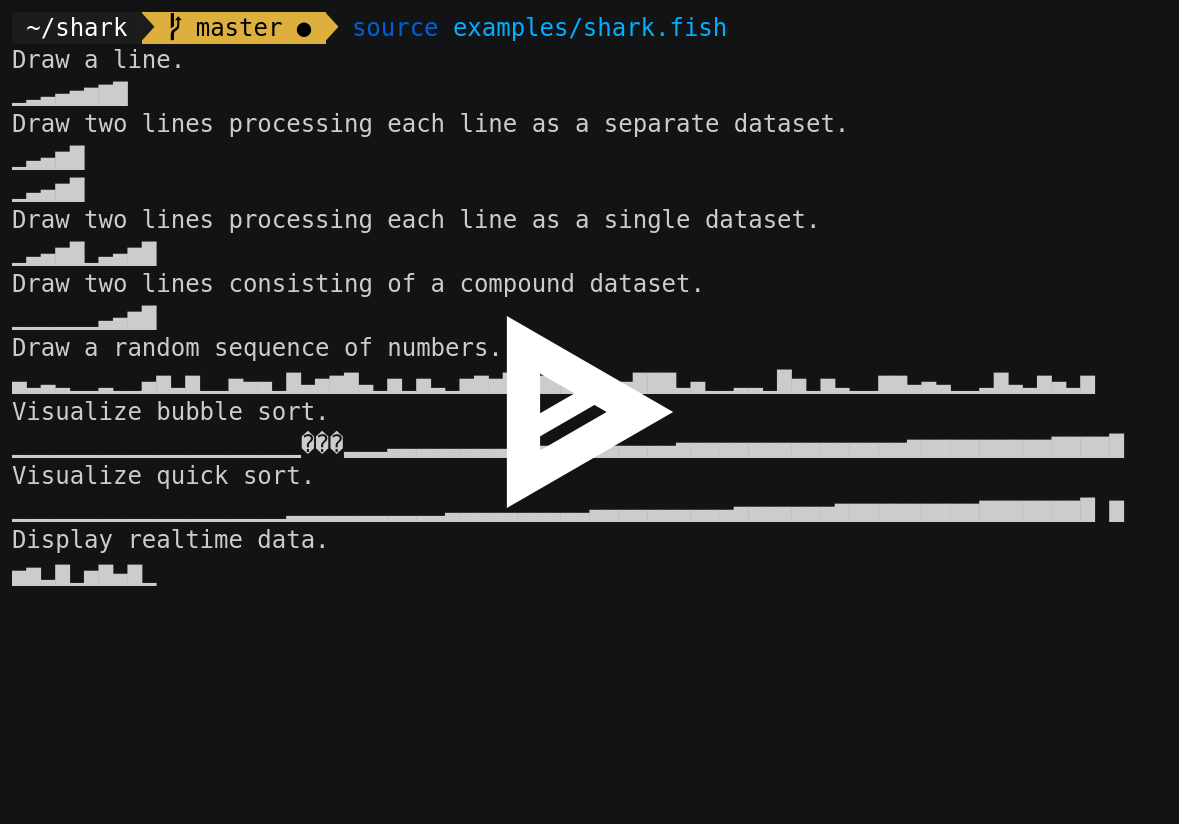 ~/shark master ● source examples/shark.fish
Draw a line.
Draw two lines processing each line as a separate dataset.
Draw two lines processing each line as a single dataset.
Draw two lines consisting of a compound dataset.
Draw a random sequence of numbers.
Visualize bubble sort.
���
Visualize quick sort.
Display realtime data.